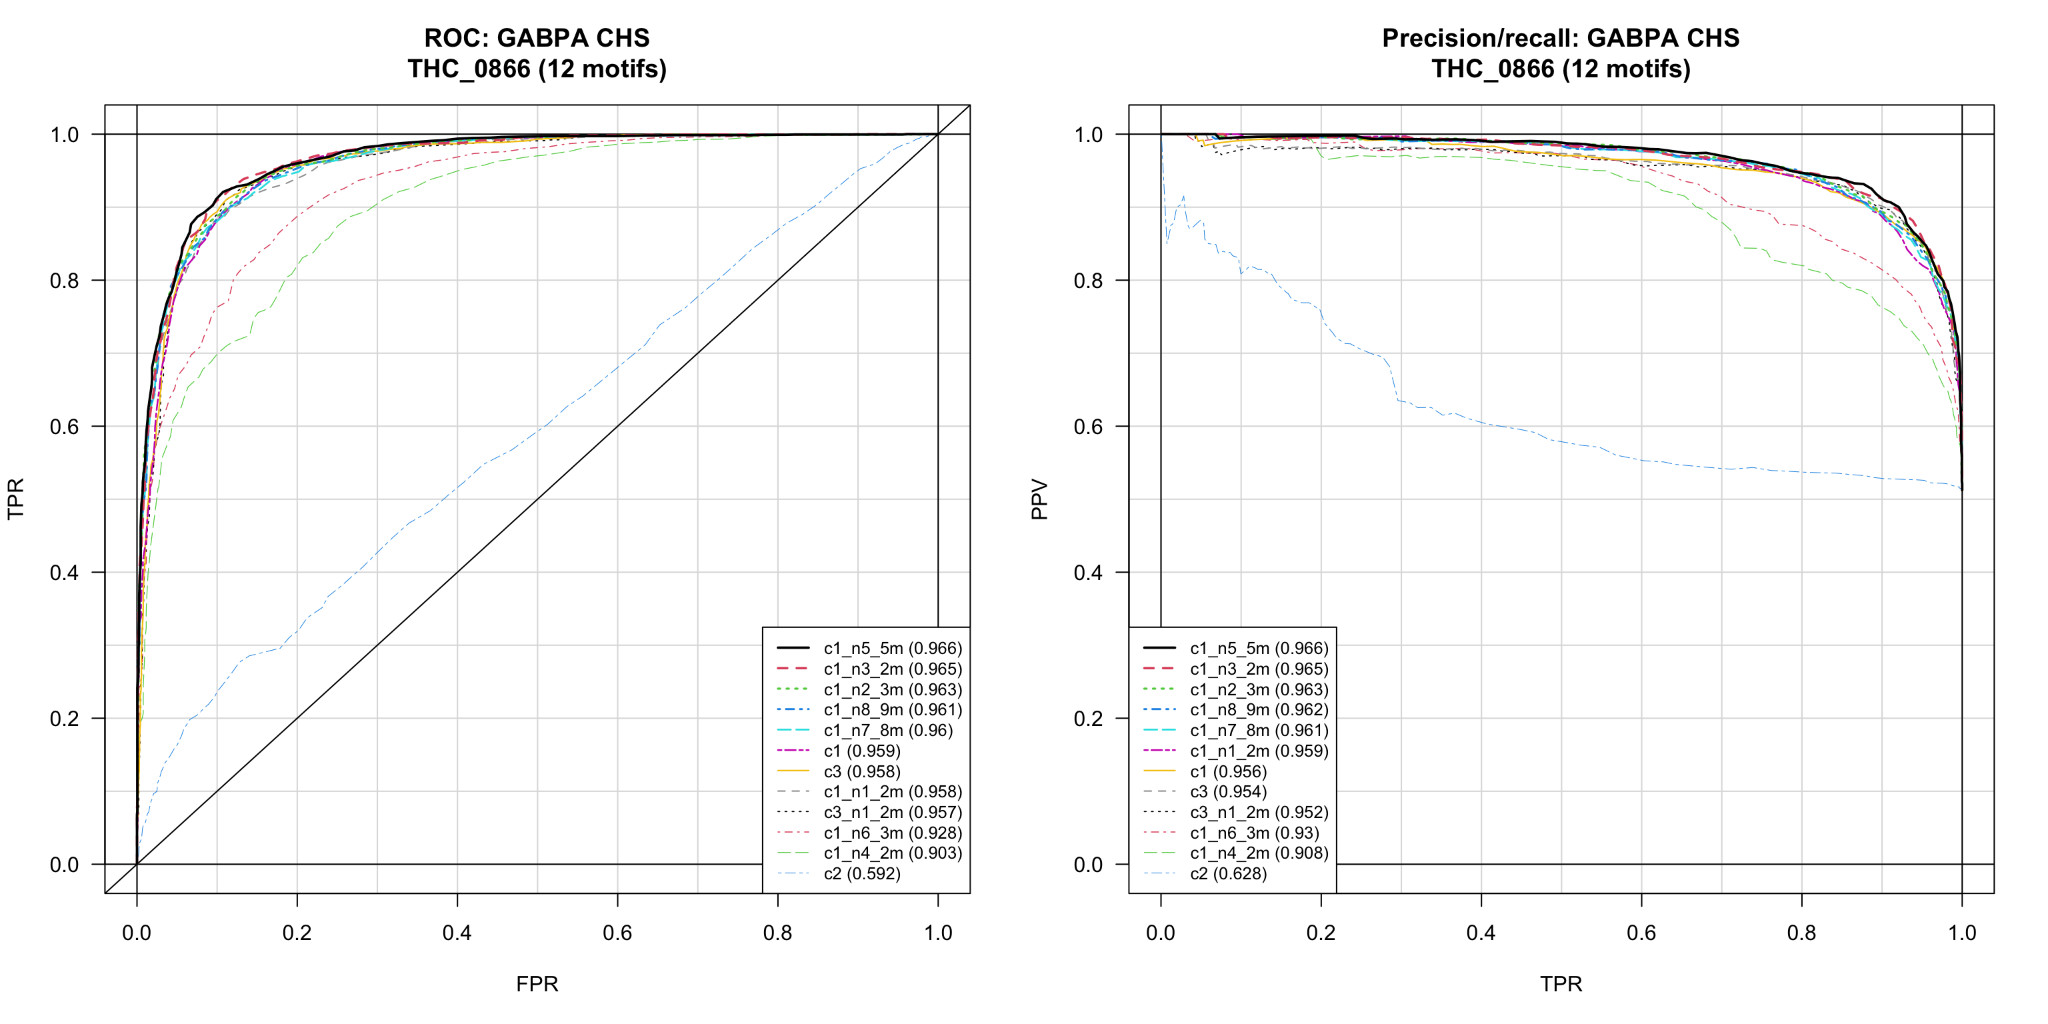 ROC: GABPA CHS
THC_0866 (12 motifs)
TPR
1.0
0.8
0.6
0.4
0.2
0.0
0.0 0.2 0.4 0.6 0.8 1.0
FPR
c1_n5_5m (0.966)
c1_n3_2m (0.965)
c1_n2_3m (0.963)
c1_n8_9m (0.961)
c1_n7_8m (0.96)
c1 (0.959)
c3 (0.958)
c1_n1_2m (0.958)
c3_n1_2m (0.957)
c1_n6_3m (0.928)
c1_n4_2m (0.903)
c2 (0.592)
Precision/recall: GABPA CHS
THC_0866 (12 motifs)
PPV
1.0
0.8
0.6
0.4
0.2
0.0
0.0 0.2 0.4 0.6 0.8 1.0
TPR
c1_n5_5m (0.966)
c1_n3_2m (0.965)
c1_n2_3m (0.963)
c1_n8_9m (0.962)
c1_n7_8m (0.961)
c1_n1_2m (0.959)
c1 (0.956)
c3 (0.954)
c3_n1_2m (0.952)
c1_n6_3m (0.93)
c1_n4_2m (0.908)
c2 (0.628)